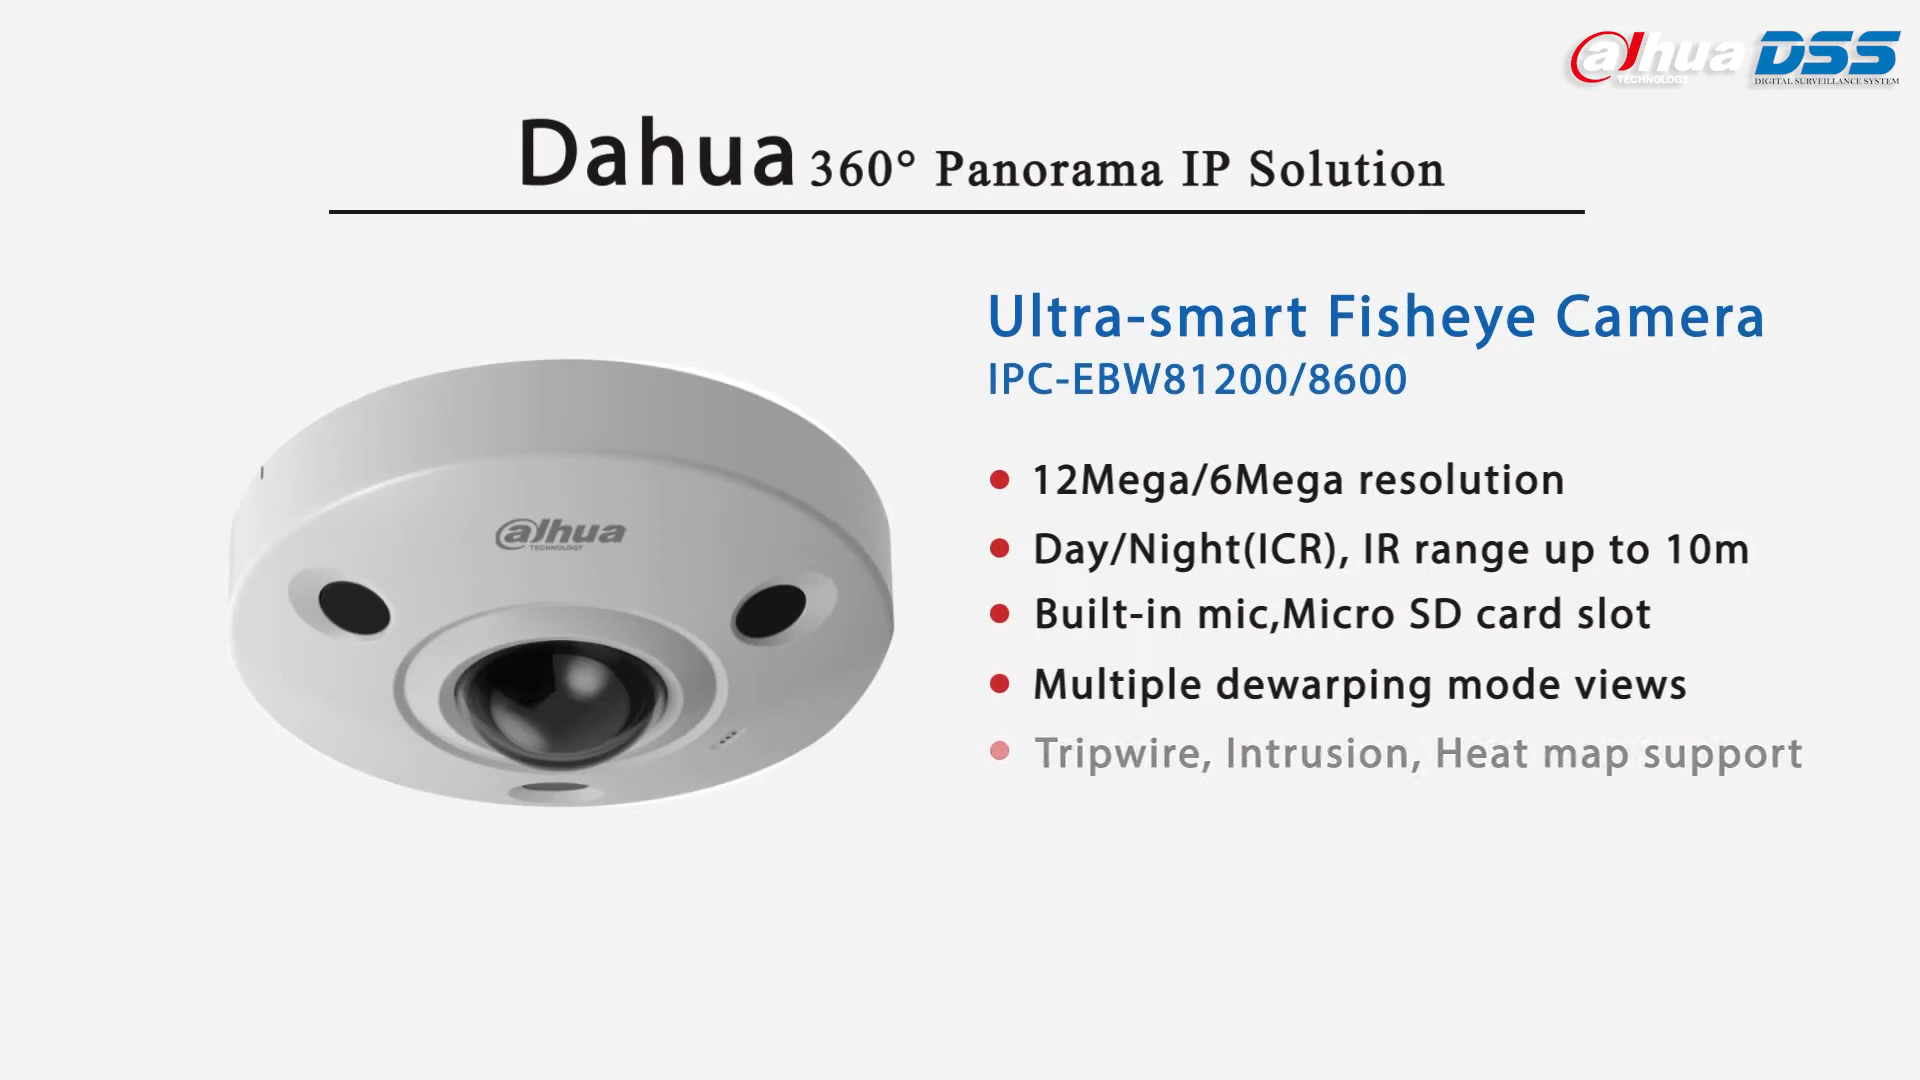 alhua DSS
TECHNOLOGY DIGITAL SURVEILLANCE SYSTEM
Dahua 360° Panorama IP Solution
Ultra-smart Fisheye Camera
IPC-EBW81200/8600
12Mega/6Mega resolution
Day/Night(ICR), IR range up to 10m
Built-in mic,Micro SD card slot
Multiple dewarping mode views
Tripwire, Intrusion, Heat map support
alhua
TECHNOLOGY